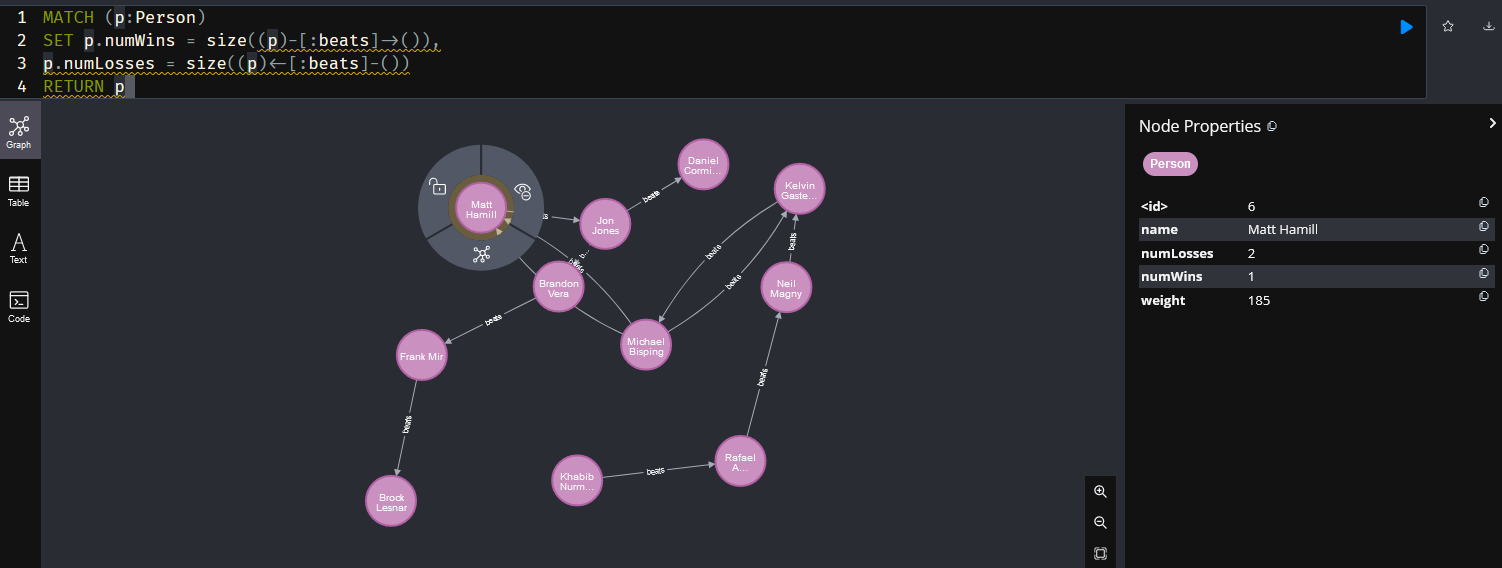 1 MATCH (p:Person)
2 SET p.numWins = size((p)-[:beats]->()),
3 p.numLosses = size((p)<-[:beats]-())
4 RETURN p
Graph
Table
Text
Code
Matt
Hamill
Daniel
Cormi...
Kelvin
Gaste...
Jon
Jones
Brandon
Vera
Neil
Magny
Michael
Bisping
Frank Mir
Rafael
A...
Khabib
Nurm...
Brock
Lesnar
ts
beats
b...
beats
beats
beats
beats
beats
beats
beats
beats
Node Properties
Person
<id> 6
name Matt Hamill
numLosses 2
numWins 1
weight 185